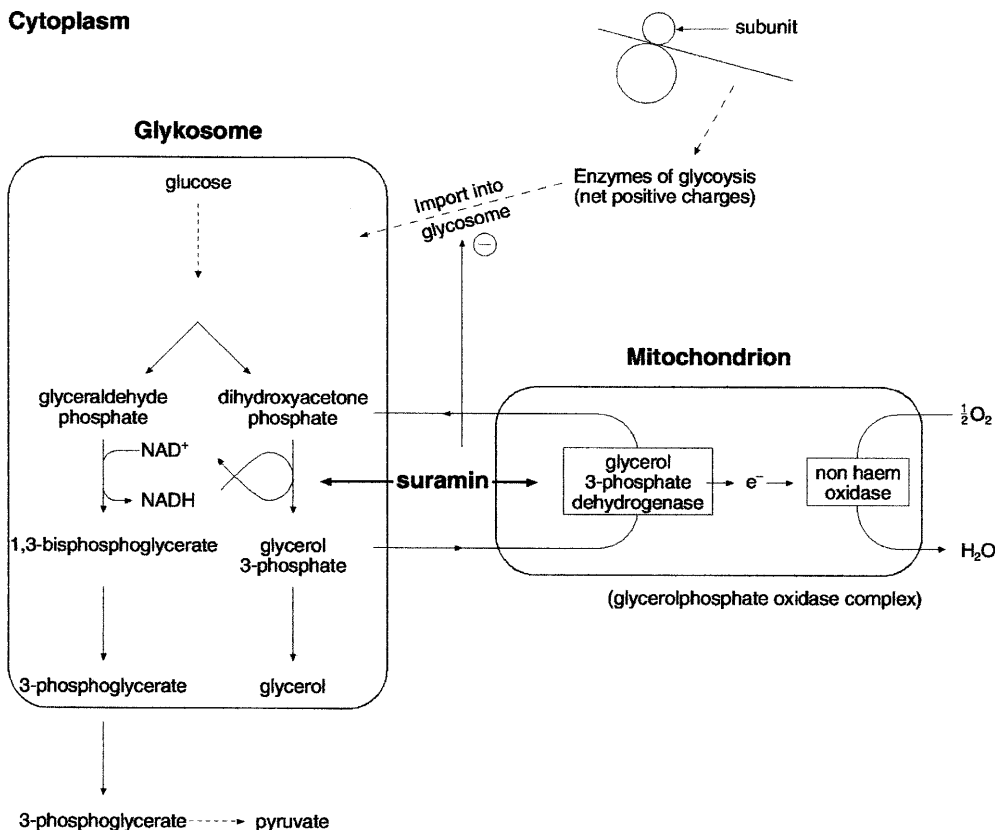 Cytoplasm
subunit
Glykosome
glucose
Import into
glycosome
Enzymes of glycoysis
(net positive charges)
−
Mitochondrion
glyceraldehyde
phosphate
dihydroxyacetone
phosphate
½O₂
NAD⁺
NADH
suramin
glycerol
3-phosphate
dehydrogenase
e⁻
non haem
oxidase
1,3-bisphosphoglycerate
glycerol
3-phosphate
H₂O
(glycerolphosphate oxidase complex)
3-phosphoglycerate
glycerol
3-phosphoglycerate
pyruvate